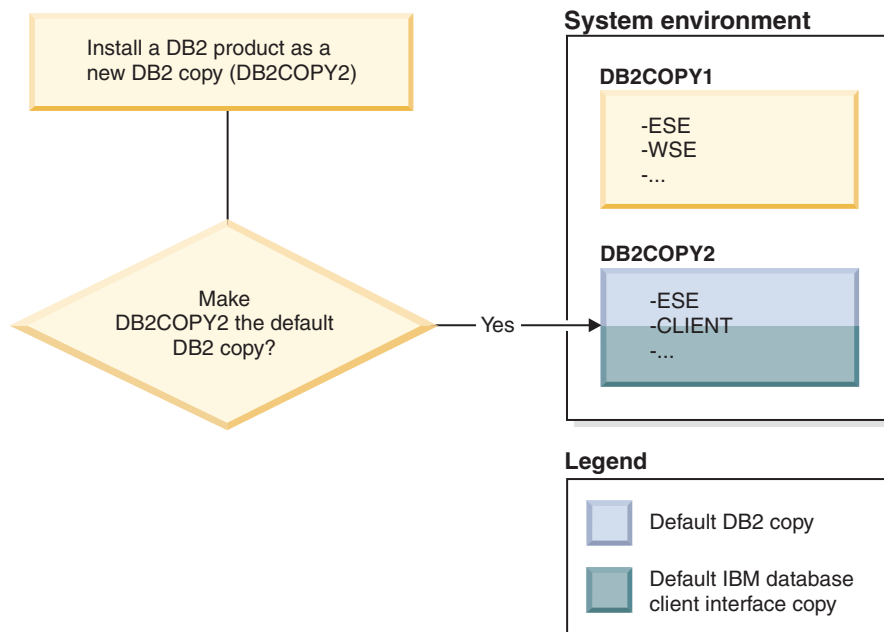 Install a DB2 product as a
new DB2 copy (DB2COPY2)
Make
DB2COPY2 the default
DB2 copy?
Yes
System environment
DB2COPY1
-ESE
-WSE
-...
DB2COPY2
-ESE
-CLIENT
-...
Legend
Default DB2 copy
Default IBM database
client interface copy